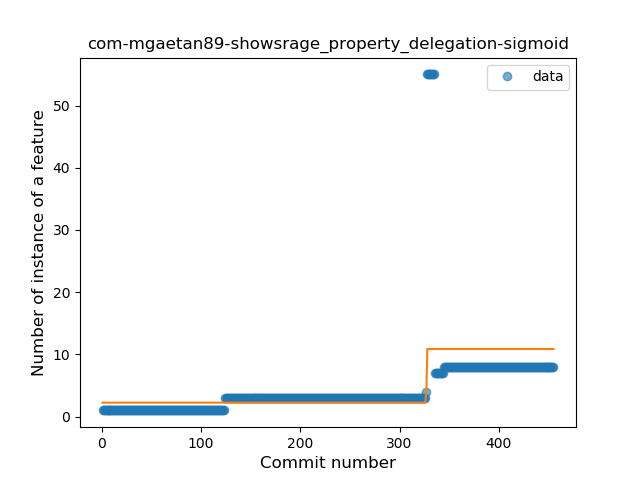 com-mgaetan89-showsrage_property_delegation-sigmoid
data
Number of instance of a feature
50
40
30
20
10
0
0 100 200 300 400
Commit number